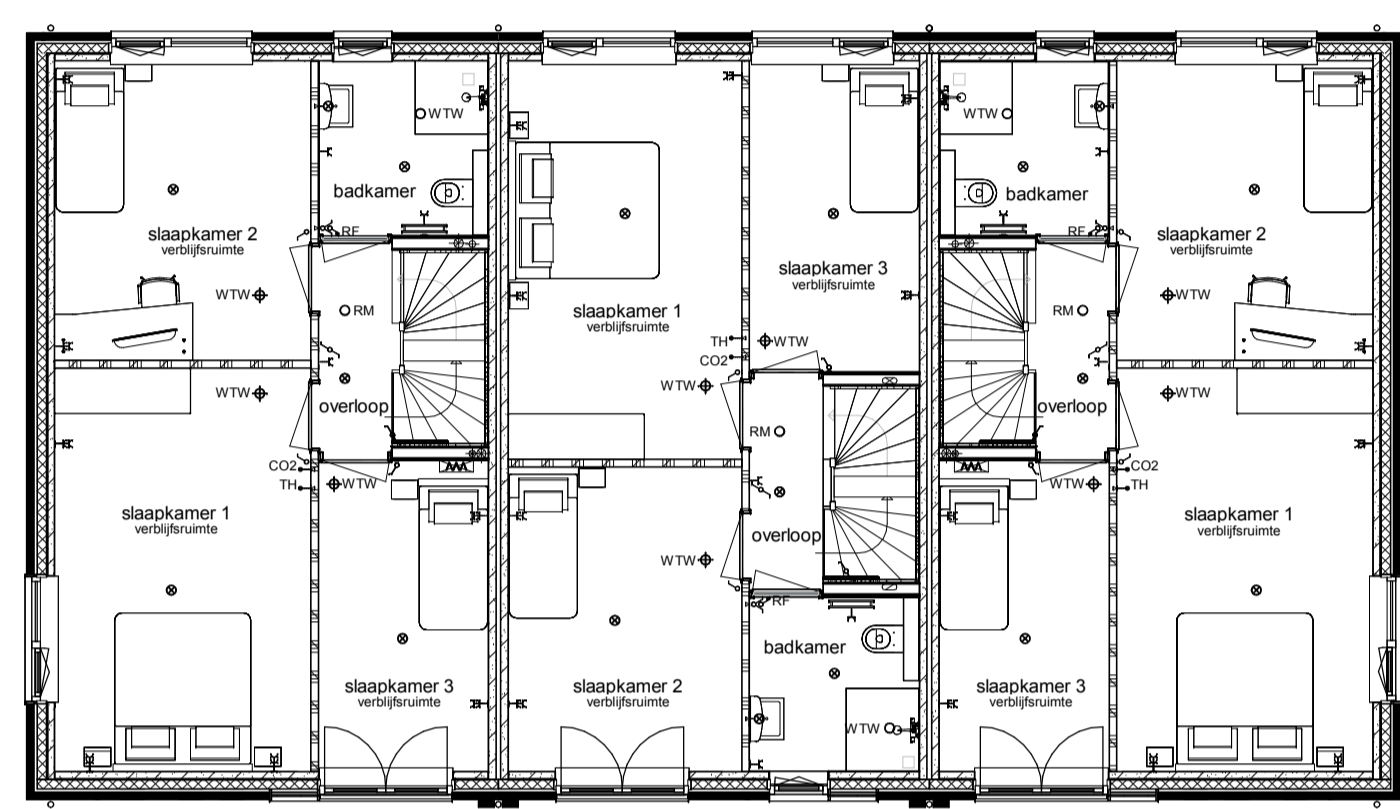 WTW
badkamer
RF
slaapkamer 2
verblijfsruimte
WTW
RM
WTW
overloop
CO2
TH
WTW
slaapkamer 1
verblijfsruimte
slaapkamer 3
verblijfsruimte
slaapkamer 3
verblijfsruimte
slaapkamer 1
verblijfsruimte
TH
WTW
CO2
WTW
RM
overloop
WTW
RF
badkamer
slaapkamer 2
verblijfsruimte
WTW
WTW
badkamer
RF
slaapkamer 2
verblijfsruimte
WTW
RM
WTW
overloop
CO2
WTW
TH
slaapkamer 1
verblijfsruimte
slaapkamer 3
verblijfsruimte